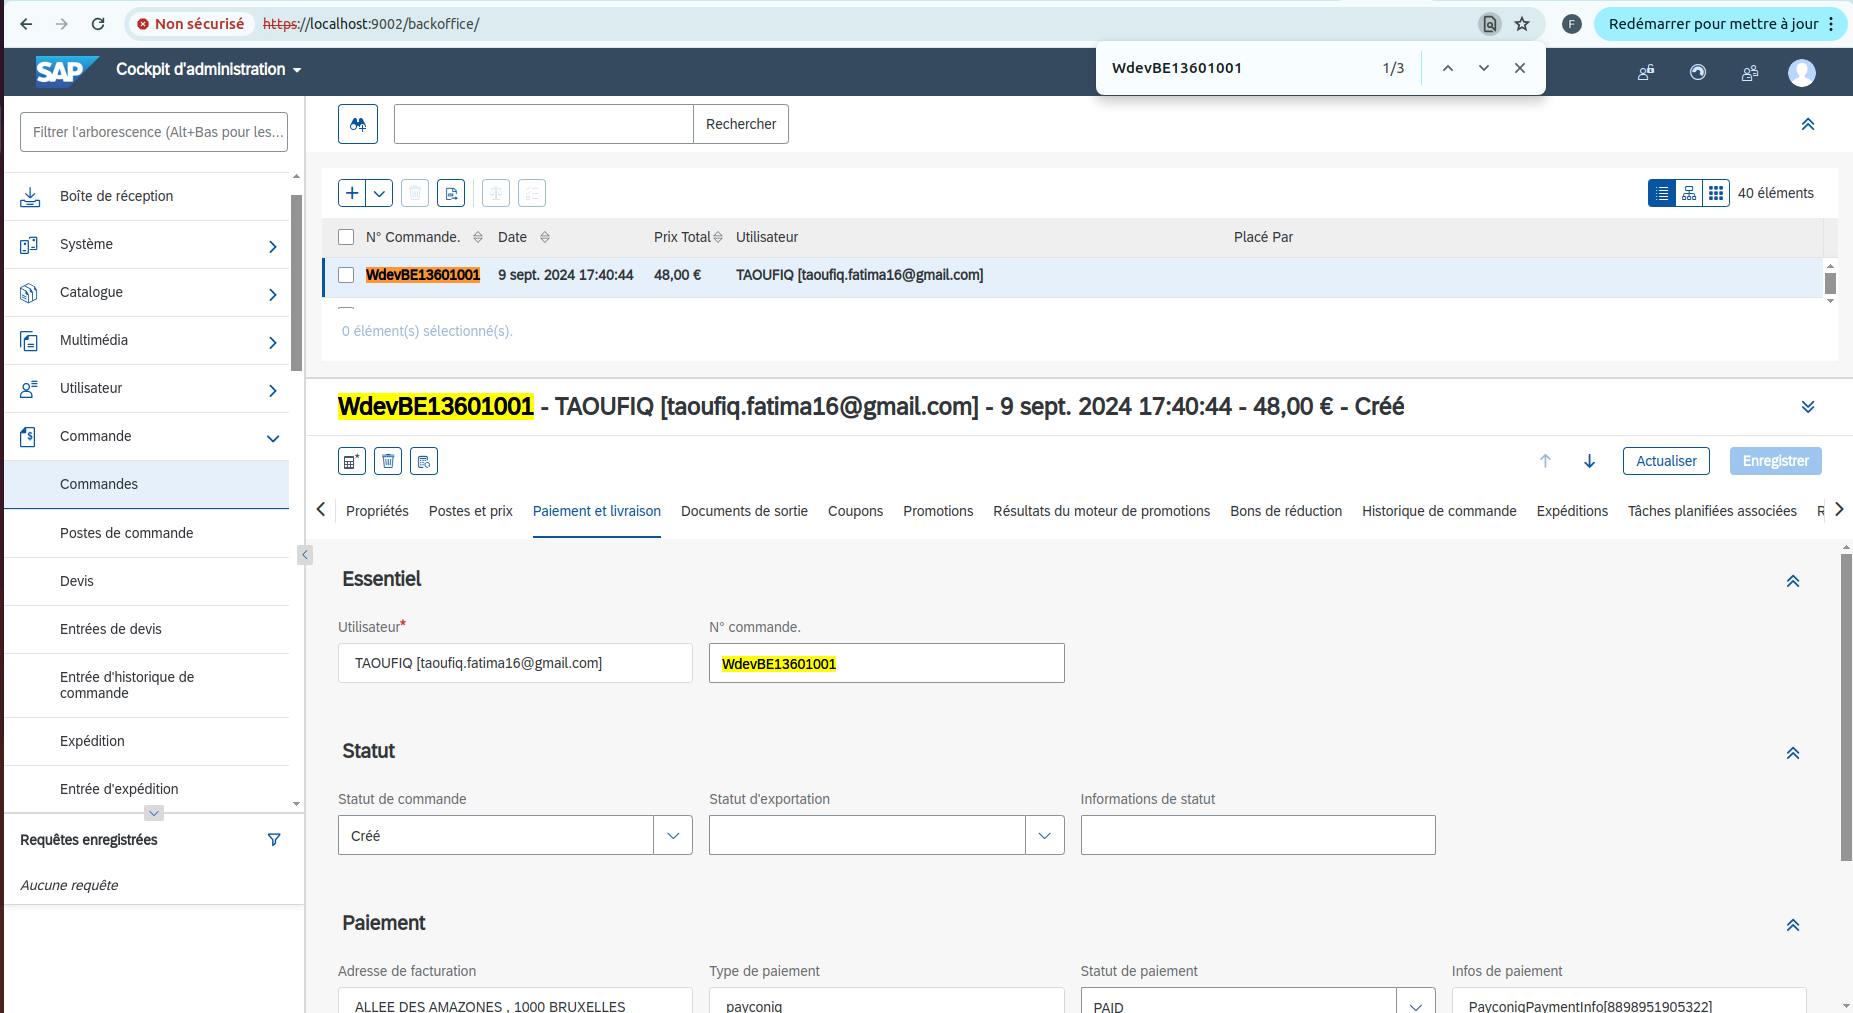 Non sécurisé https://localhost:9002/backoffice/ F Redémarrer pour mettre à jour
SAP Cockpit d'administration WdevBE13601001 1/3
Filtrer l'arborescence (Alt+Bas pour les...
Boîte de réception
Système
Catalogue
Multimédia
Utilisateur
Commande
Commandes
Postes de commande
Devis
Entrées de devis
Entrée d'historique de
commande
Expédition
Entrée d'expédition
Requêtes enregistrées
Aucune requête
Rechercher
40 éléments
N° Commande. Date Prix Total Utilisateur Placé Par
WdevBE13601001 9 sept. 2024 17:40:44 48,00 € TAOUFIQ [taoufiq.fatima16@gmail.com]
0 élément(s) sélectionné(s).
WdevBE13601001 - TAOUFIQ [taoufiq.fatima16@gmail.com] - 9 sept. 2024 17:40:44 - 48,00 € - Créé
Actualiser Enregistrer
Propriétés Postes et prix Paiement et livraison Documents de sortie Coupons Promotions Résultats du moteur de promotions Bons de réduction Historique de commande Expéditions Tâches planifiées associées
Essentiel
Utilisateur* N° commande.
TAOUFIQ [taoufiq.fatima16@gmail.com] WdevBE13601001
Statut
Statut de commande Statut d'exportation Informations de statut
Créé
Paiement
Adresse de facturation Type de paiement Statut de paiement Infos de paiement
ALLEE DES AMAZONES , 1000 BRUXELLES payconiq PAID PayconiqPaymentInfo[8898951905322]